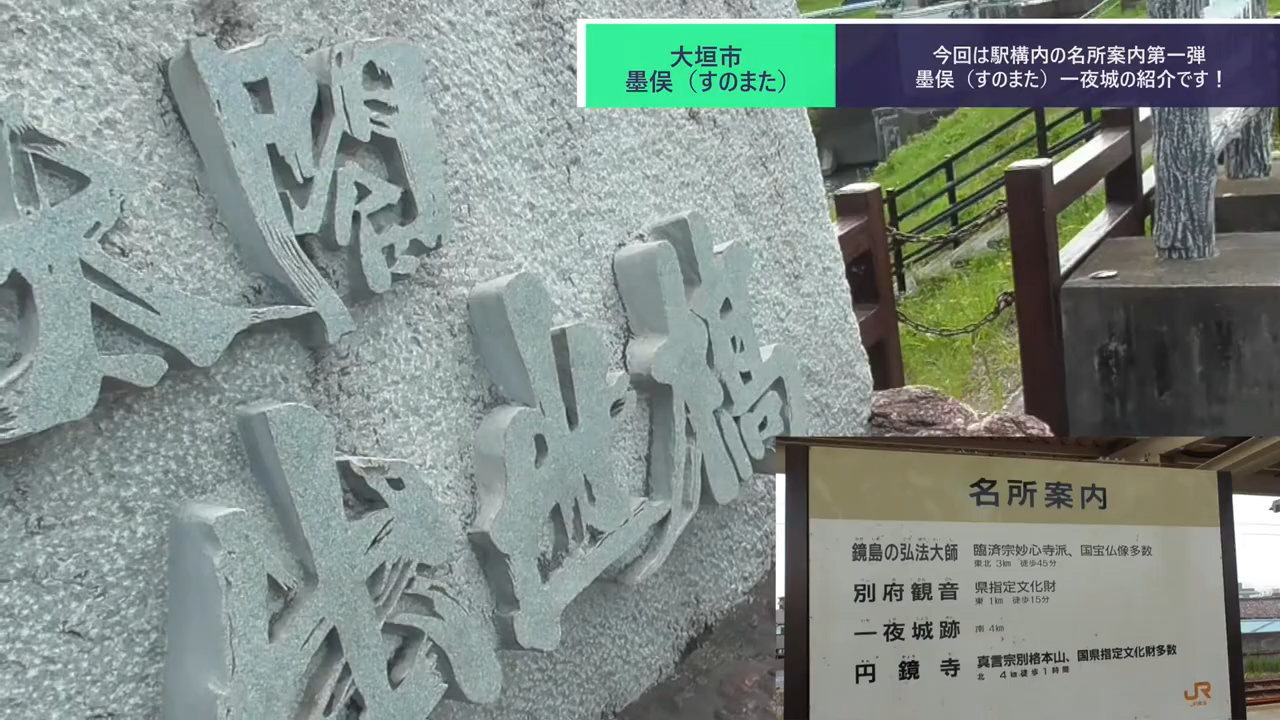 大垣市
墨俣（すのまた）
今回は駅構内の名所案内第一弾
墨俣（すのまた）一夜城の紹介です！
太閤
出世橋
名所案内
鏡島の弘法大師 臨済宗妙心寺派、国宝仏像多数
東北 3㎞ 徒歩45分
別府観音 県指定文化財
東 1㎞ 徒歩15分
一夜城跡 南 4㎞
円鏡寺 真言宗別格本山、国県指定文化財多数
北 4㎞徒歩1時間
JR